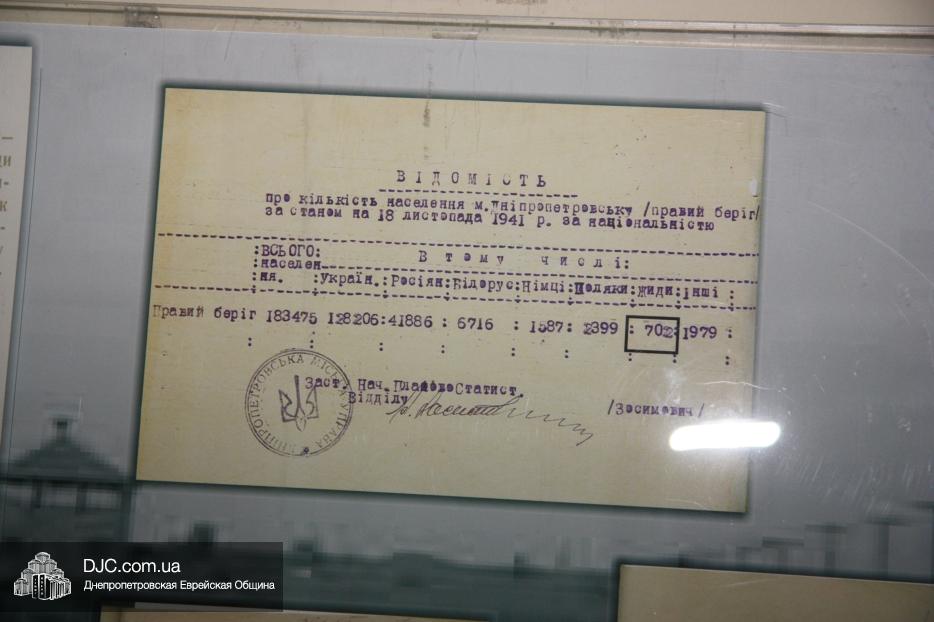 ВІДОМІСТЬ
про кількість населення м.Дніпропетровську /правий беріг/
за станом на 18 листопада 1941 р. за національністю
:ВСЬОГО: В тому числі:
:населен
:ня. :україн.:Росіян:Білорус:Німці:Поляки:жиди:інші :
Правий беріг 183475 128206:41886 : 6716 : 1587: 2399 : 702:1979 :
ДНІПРОПЕТРОВСЬКА МІСЬКА УПРАВА
Заст. Нач. Планово Статист.
Відділу
/Зосимович/
ди
к
у
DJC.com.ua
Днепропетровская Еврейская Община